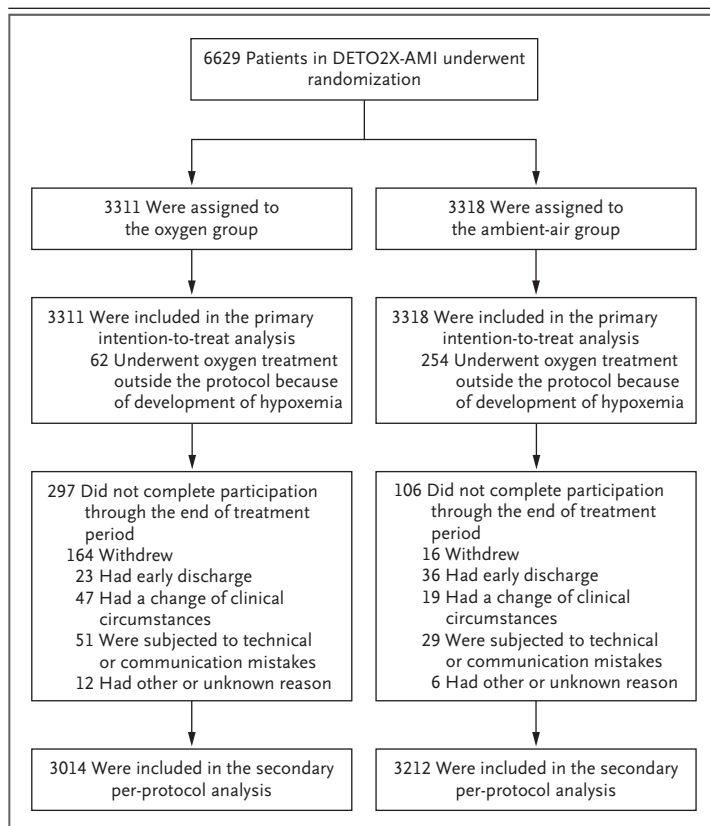 6629 Patients in DETO2X-AMI underwent
randomization
3311 Were assigned to
the oxygen group
3318 Were assigned to
the ambient-air group
3311 Were included in the primary
intention-to-treat analysis
62 Underwent oxygen treatment
outside the protocol because
of development of hypoxemia
3318 Were included in the primary
intention-to-treat analysis
254 Underwent oxygen treatment
outside the protocol because
of development of hypoxemia
297 Did not complete participation
through the end of treatment
period
164 Withdrew
23 Had early discharge
47 Had a change of clinical
circumstances
51 Were subjected to technical
or communication mistakes
12 Had other or unknown reason
106 Did not complete participation
through the end of treatment
period
16 Withdrew
36 Had early discharge
19 Had a change of clinical
circumstances
29 Were subjected to technical
or communication mistakes
6 Had other or unknown reason
3014 Were included in the secondary
per-protocol analysis
3212 Were included in the secondary
per-protocol analysis